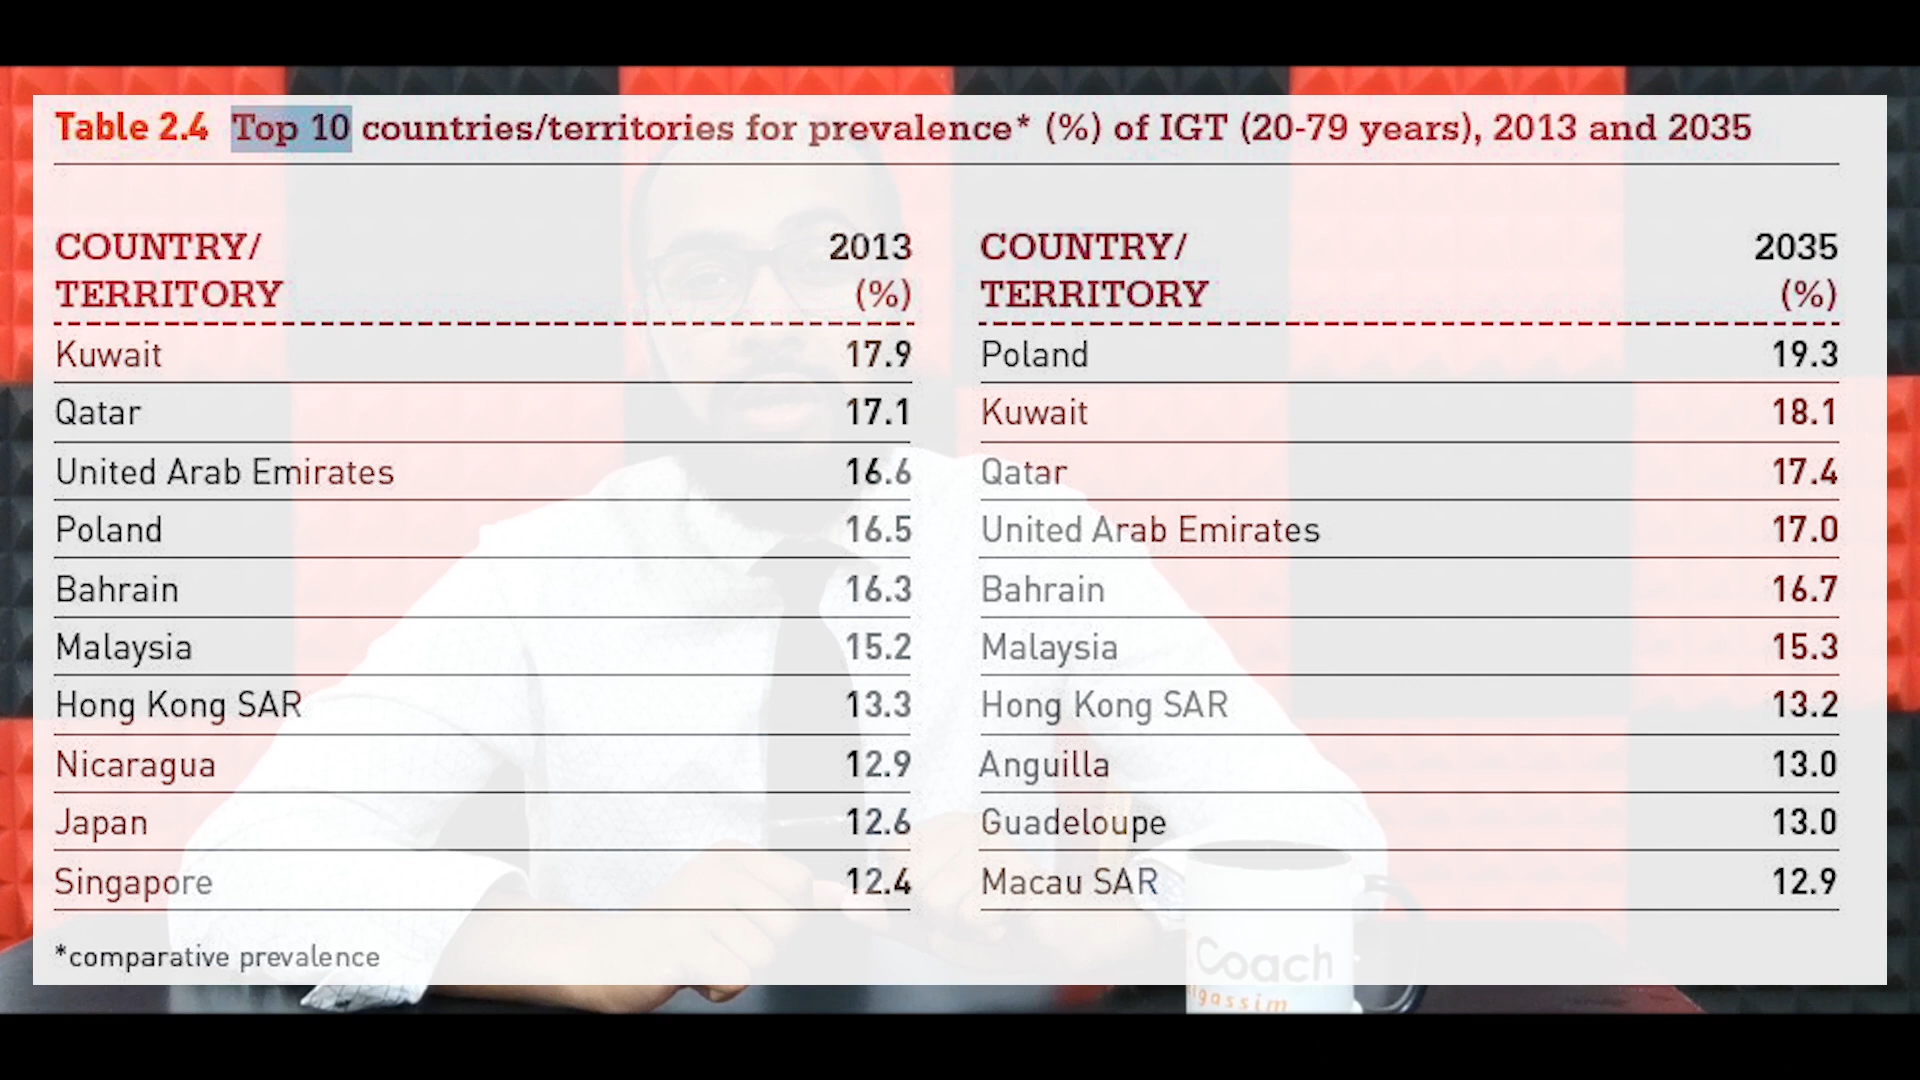 Table 2.4 Top 10 countries/territories for prevalence* (%) of IGT (20-79 years), 2013 and 2035
COUNTRY/
TERRITORY
2013
(%)
Kuwait 17.9
Qatar 17.1
United Arab Emirates 16.6
Poland 16.5
Bahrain 16.3
Malaysia 15.2
Hong Kong SAR 13.3
Nicaragua 12.9
Japan 12.6
Singapore 12.4
COUNTRY/
TERRITORY
2035
(%)
Poland 19.3
Kuwait 18.1
Qatar 17.4
United Arab Emirates 17.0
Bahrain 16.7
Malaysia 15.3
Hong Kong SAR 13.2
Anguilla 13.0
Guadeloupe 13.0
Macau SAR 12.9
*comparative prevalence
Coach
lgassim